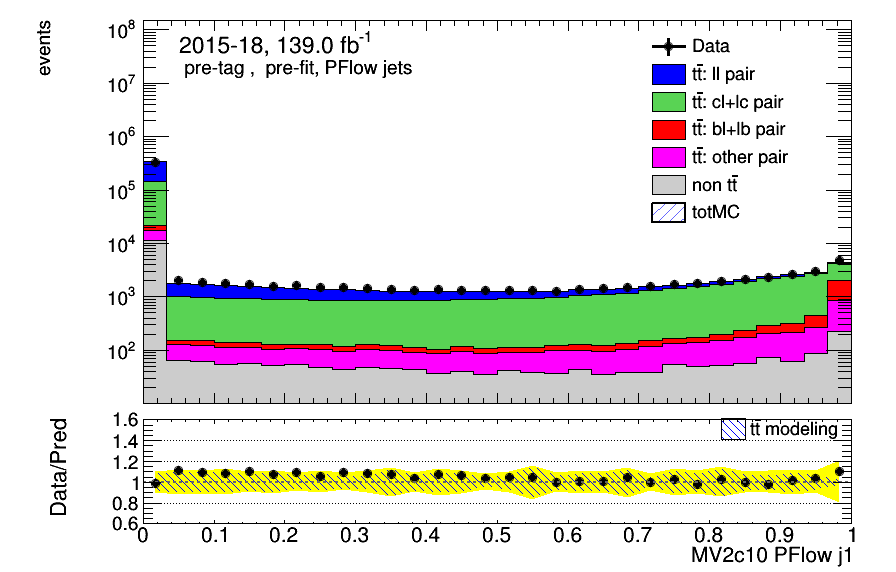 events
10⁸
10⁷
10⁶
10⁵
10⁴
10³
10²
2015-18, 139.0 fb⁻¹
pre-tag , pre-fit, PFlow jets
Data
tt̄: ll pair
tt̄: cl+lc pair
tt̄: bl+lb pair
tt̄: other pair
non tt̄
totMC
Data/Pred
1.6
1.4
1.2
1
0.8
0.6
tt̄ modeling
0 0.1 0.2 0.3 0.4 0.5 0.6 0.7 0.8 0.9 1
MV2c10 PFlow j1